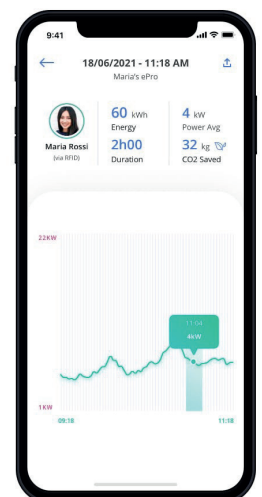 9:41
18/06/2021 - 11:18 AM
Maria's ePro
Maria Rossi
(via RFID)
60 kWh
Energy
4 kW
Power Avg
2h00
Duration
32 kg
CO2 Saved
22KW
11:04
4kW
1KW
09:18
11:18